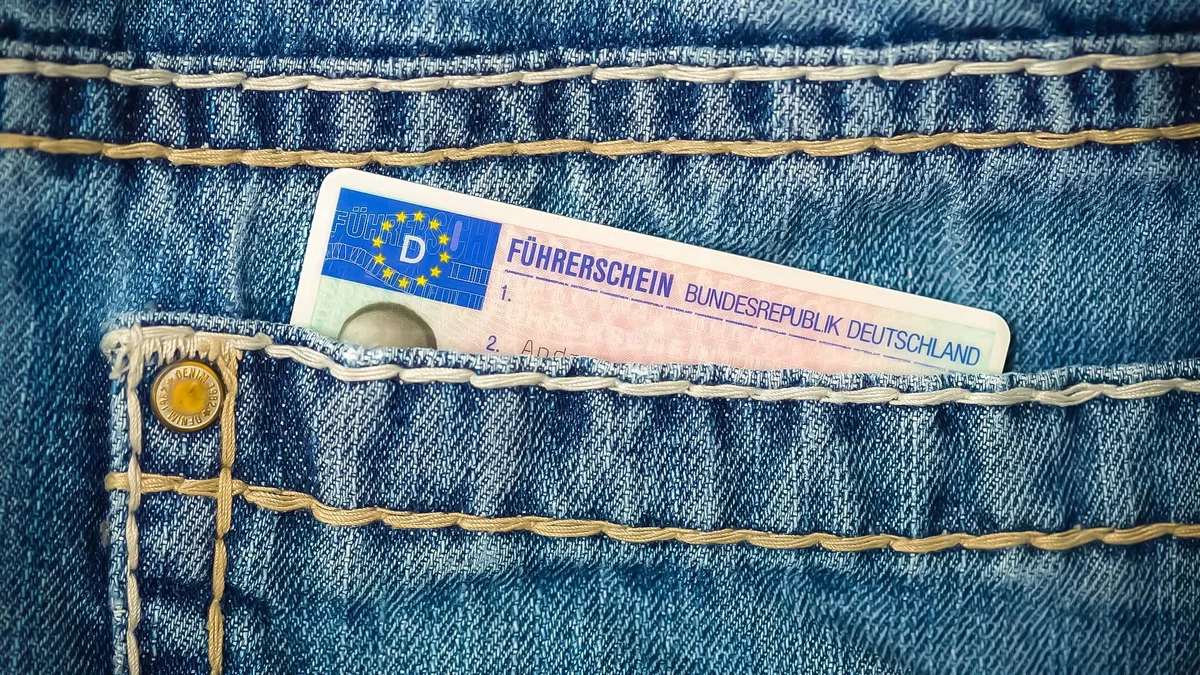 D
FÜHRERSCHEIN BUNDESREPUBLIK DEUTSCHLAND
1.
2.